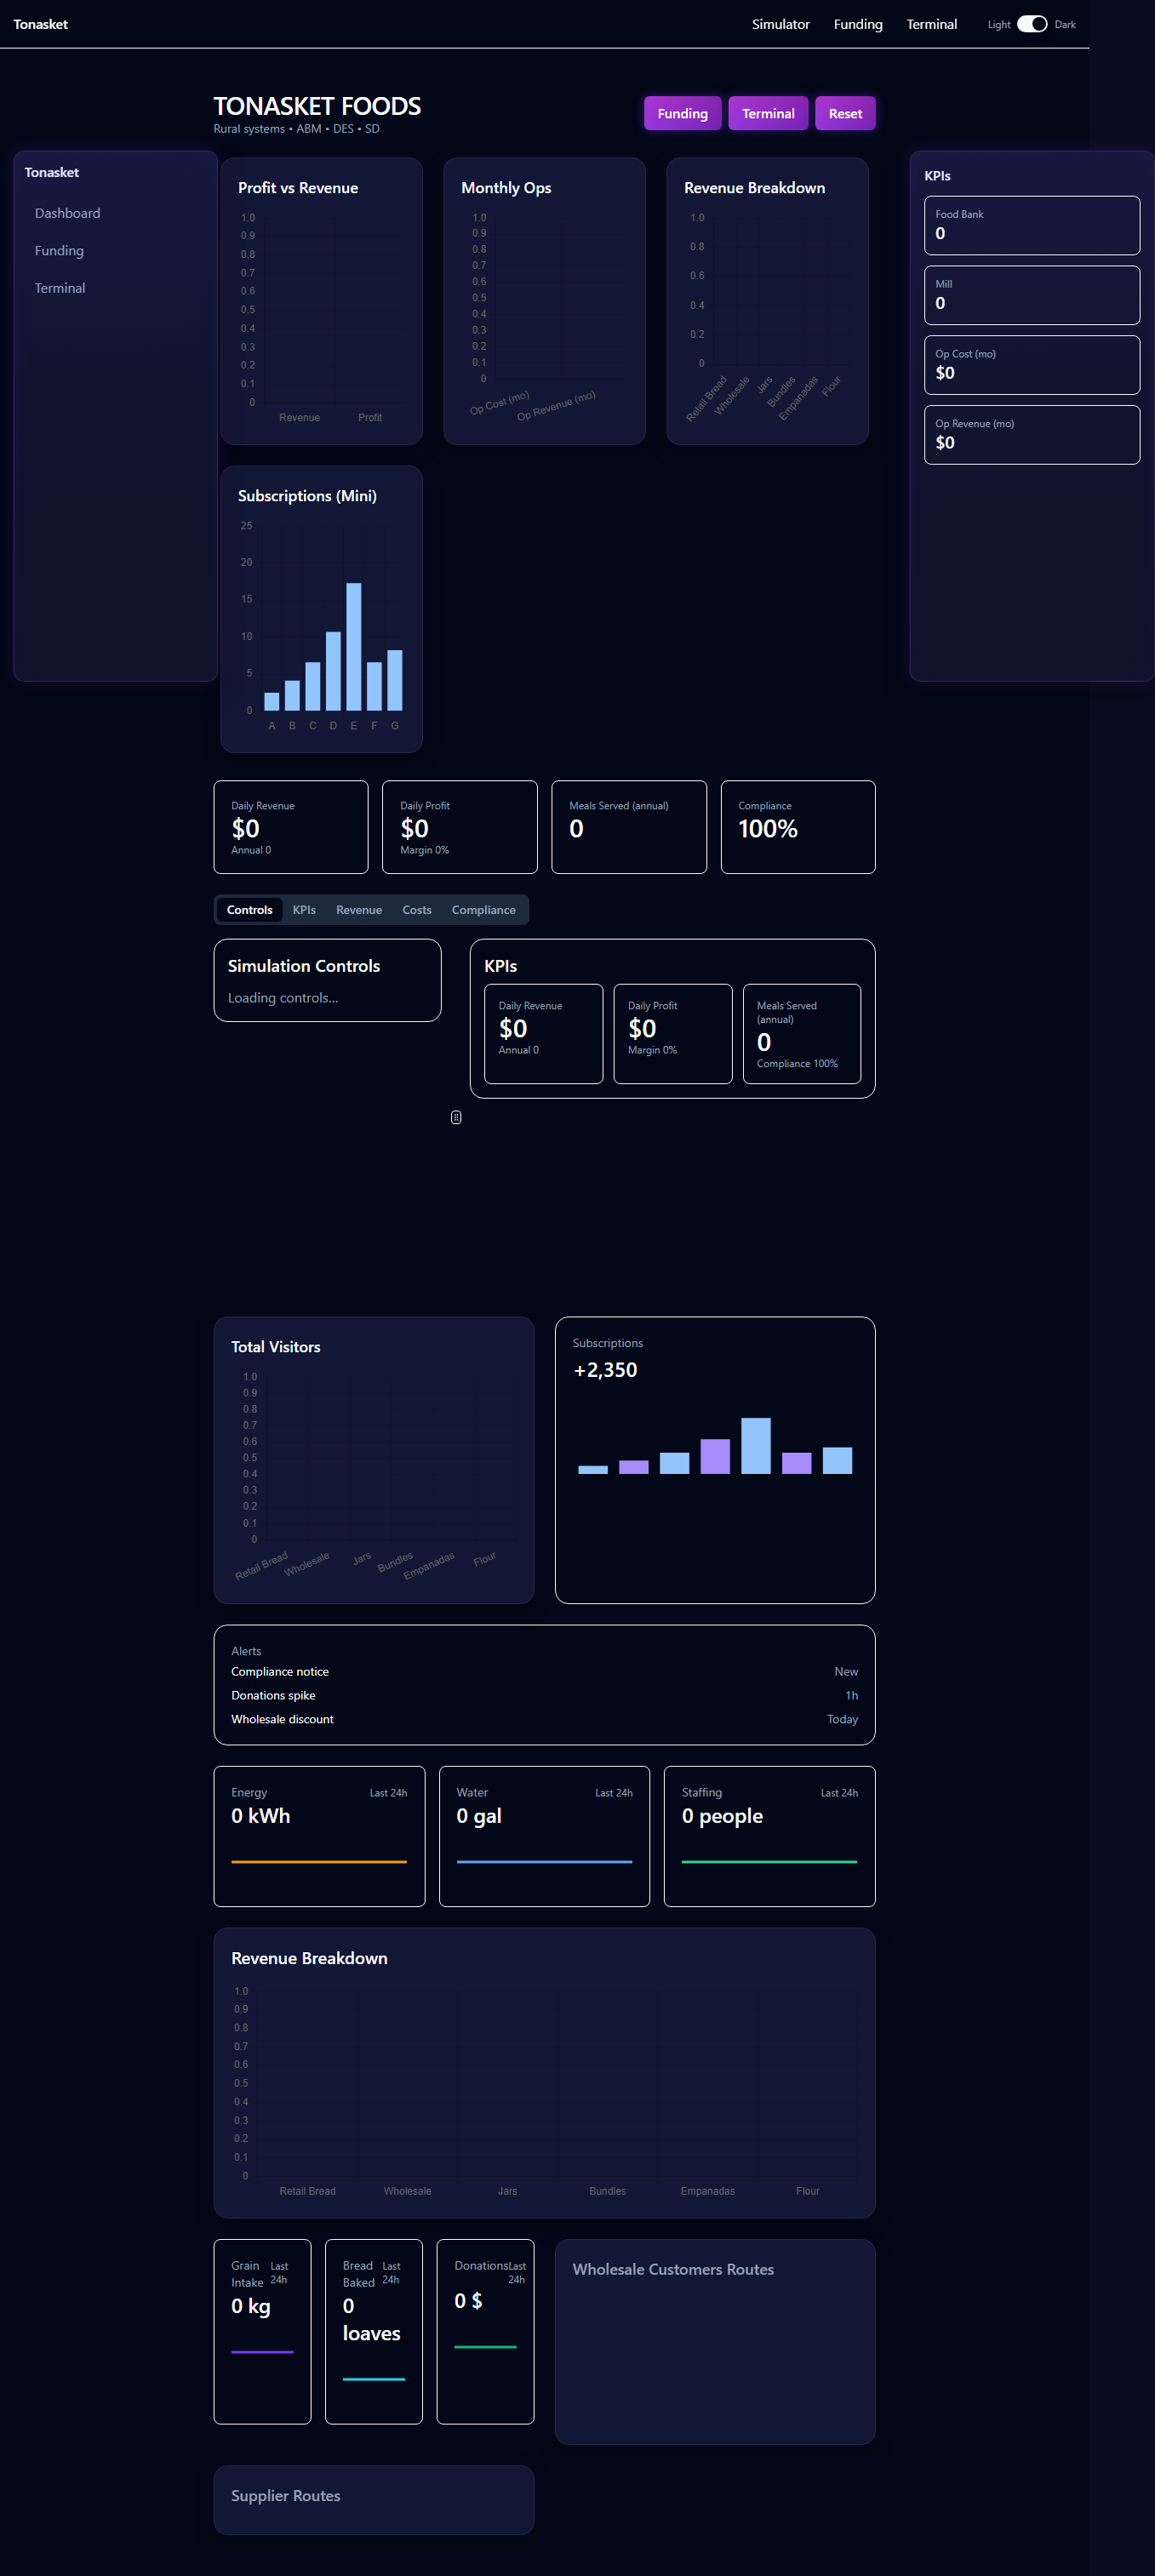 Tonasket
Simulator
Funding
Terminal
Light
Dark
TONASKET FOODS
Rural systems • ABM • DES • SD
Funding
Terminal
Reset
Tonasket
Dashboard
Funding
Terminal
Profit vs Revenue
1.0
0.9
0.8
0.7
0.6
0.5
0.4
0.3
0.2
0.1
0
Revenue
Profit
Monthly Ops
1.0
0.9
0.8
0.7
0.6
0.5
0.4
0.3
0.2
0.1
0
Op Cost (mo)
Op Revenue (mo)
Revenue Breakdown
1.0
0.8
0.6
0.4
0.2
0
Retail Bread
Wholesale
Jars
Bundles
Empanadas
Flour
KPIs
Food Bank
0
Mill
0
Op Cost (mo)
$0
Op Revenue (mo)
$0
Subscriptions (Mini)
25
20
15
10
5
0
A
B
C
D
E
F
G
Daily Revenue
$0
Annual 0
Daily Profit
$0
Margin 0%
Meals Served (annual)
0
Compliance
100%
Controls
KPIs
Revenue
Costs
Compliance
Simulation Controls
Loading controls...
KPIs
Daily Revenue
$0
Annual 0
Daily Profit
$0
Margin 0%
Meals Served
(annual)
0
Compliance 100%
Total Visitors
1.0
0.9
0.8
0.7
0.6
0.5
0.4
0.3
0.2
0.1
0
Retail Bread
Wholesale
Jars
Bundles
Empanadas
Flour
Subscriptions
+2,350
Alerts
Compliance notice
New
Donations spike
1h
Wholesale discount
Today
Energy
Last 24h
0 kWh
Water
Last 24h
0 gal
Staffing
Last 24h
0 people
Revenue Breakdown
1.0
0.9
0.8
0.7
0.6
0.5
0.4
0.3
0.2
0.1
0
Retail Bread
Wholesale
Jars
Bundles
Empanadas
Flour
Grain
Intake
Last
24h
0 kg
Bread
Baked
Last
24h
0
loaves
Donations
Last
24h
0 $
Wholesale Customers Routes
Supplier Routes